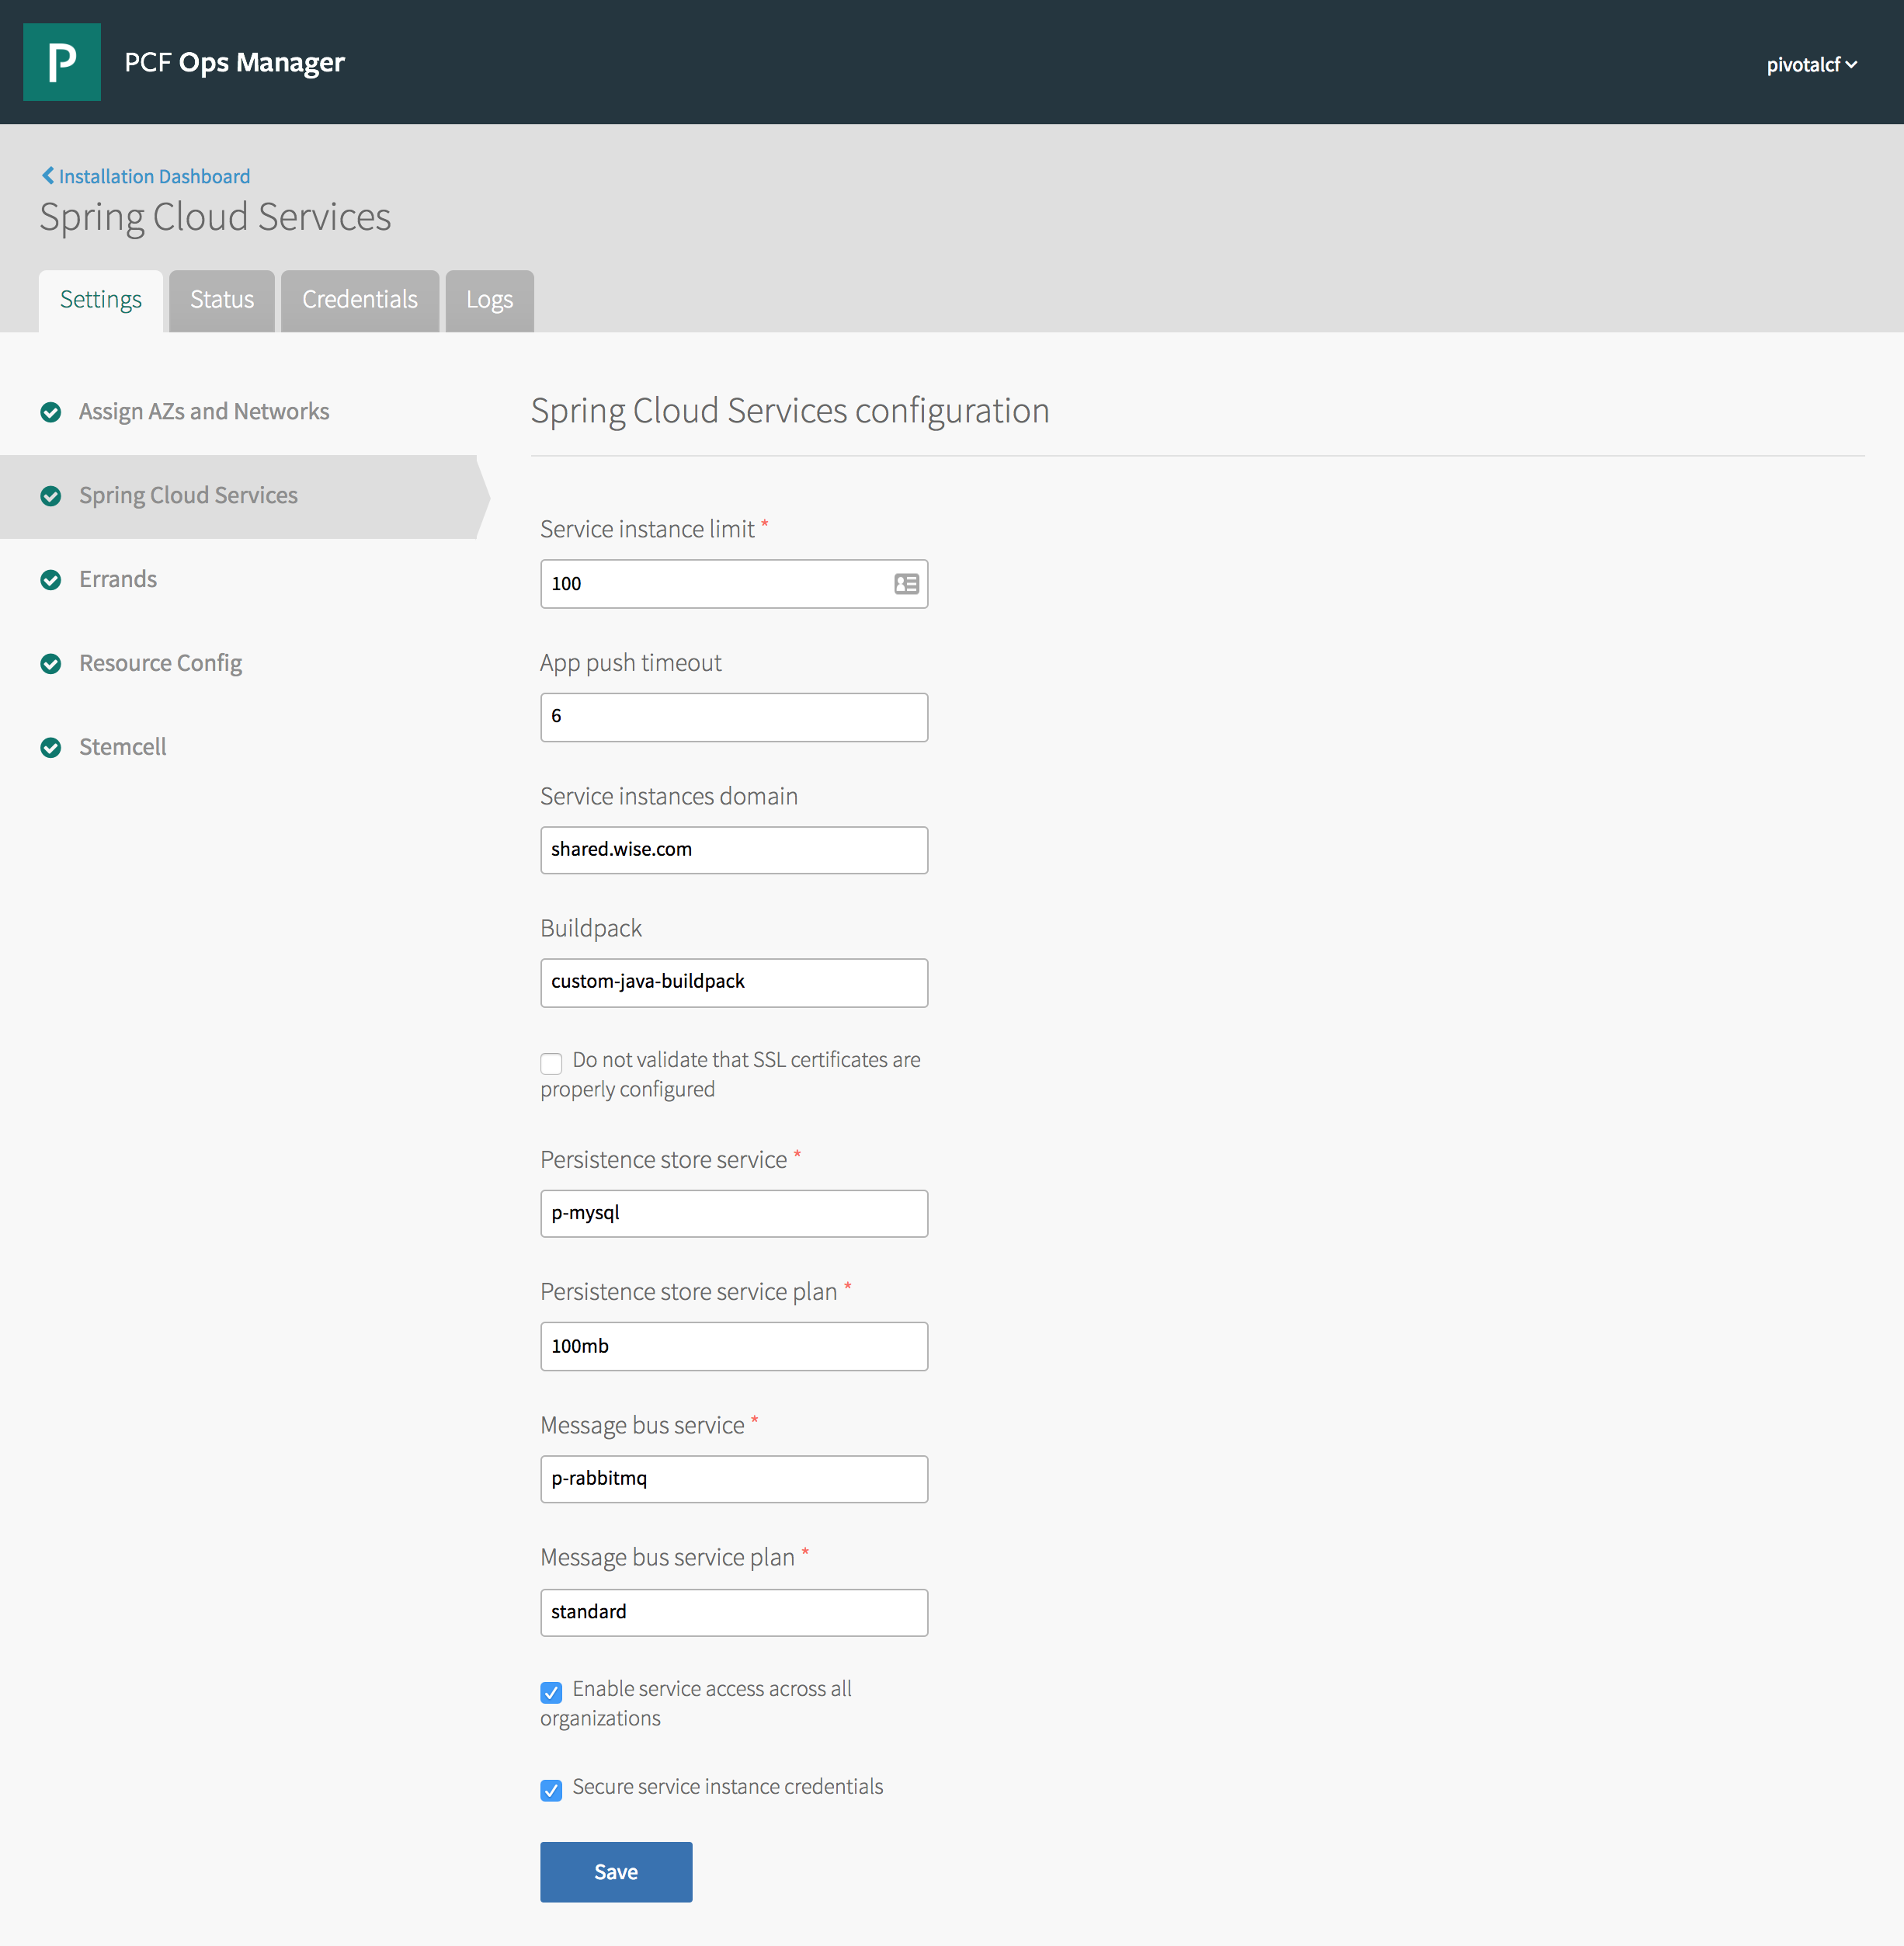 P
PCF Ops Manager
pivotalcf
Installation Dashboard
Spring Cloud Services
Settings
Status
Credentials
Logs
Assign AZs and Networks
Spring Cloud Services
Errands
Resource Config
Stemcell
Spring Cloud Services configuration
Service instance limit *
100
App push timeout
6
Service instances domain
shared.wise.com
Buildpack
custom-java-buildpack
Do not validate that SSL certificates are
properly configured
Persistence store service *
p-mysql
Persistence store service plan *
100mb
Message bus service *
p-rabbitmq
Message bus service plan *
standard
Enable service access across all
organizations
Secure service instance credentials
Save